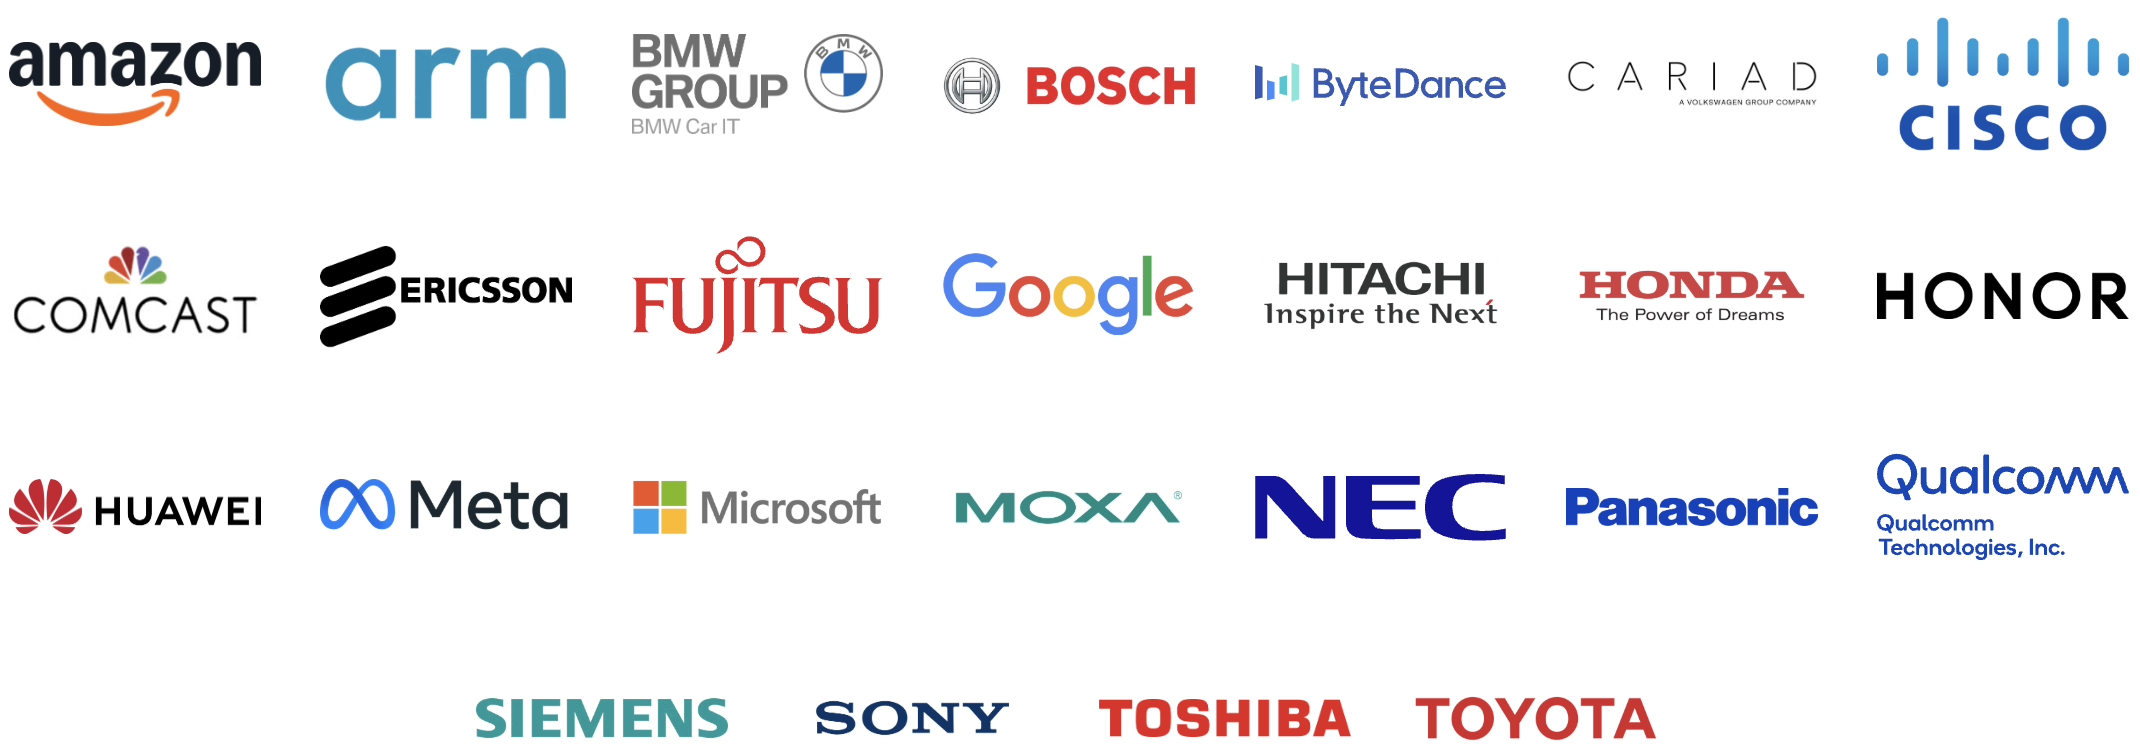 amazon
arm
BMW
GROUP
BMW Car IT
BMW
BOSCH
ByteDance
CARIAD
A VOLKSWAGEN GROUP COMPANY
CISCO
COMCAST
ERICSSON
FUJITSU
Google
HITACHI
Inspire the Next
HONDA
The Power of Dreams
HONOR
HUAWEI
Meta
Microsoft
MOXA®
NEC
Panasonic
Qualcomm
Qualcomm
Technologies, Inc.
SIEMENS
SONY
TOSHIBA
TOYOTA